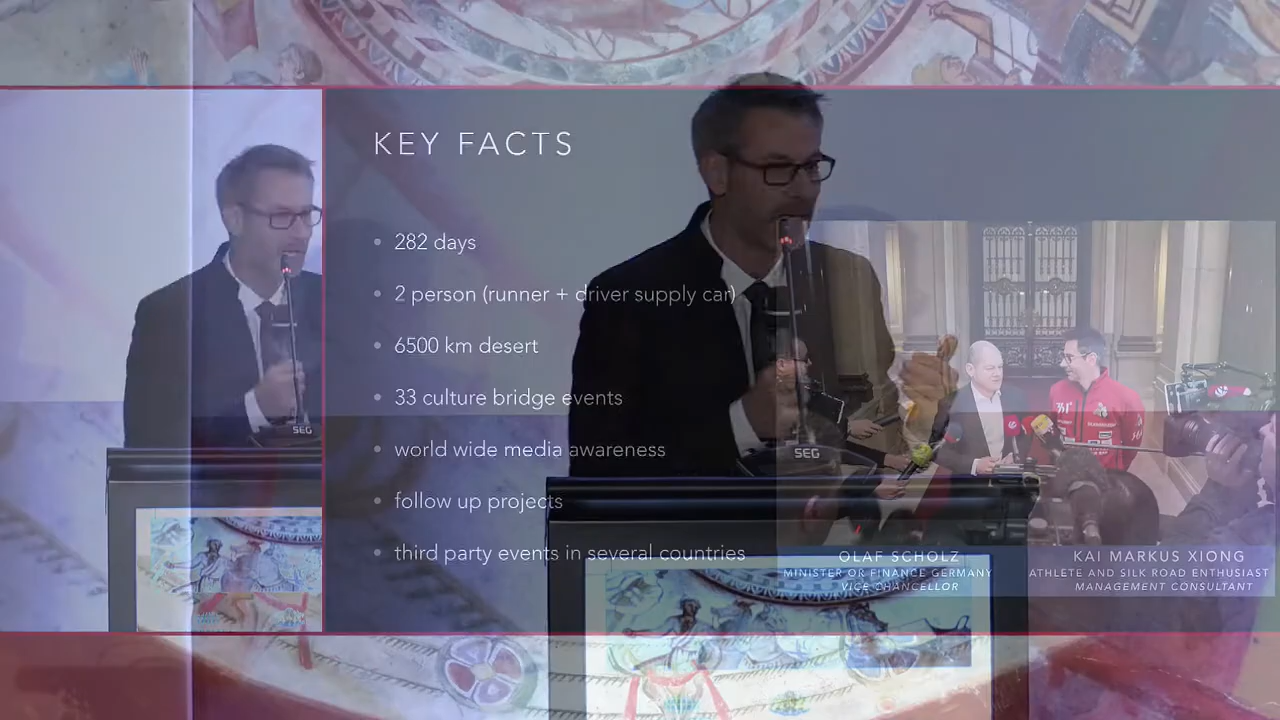 KEY FACTS
• 282 days
• 2 person (runner + driver supply car)
• 6500 km desert
• 33 culture bridge events
• world wide media awareness
• follow up projects
• third party events in several countries
OLAF SCHOLZ
MINISTER OR FINANCE GERMANY
VICE CHANCELLOR
KAI MARKUS XIONG
ATHLETE AND SILK ROAD ENTHUSIAST
MANAGEMENT CONSULTANT
SEG
SEG